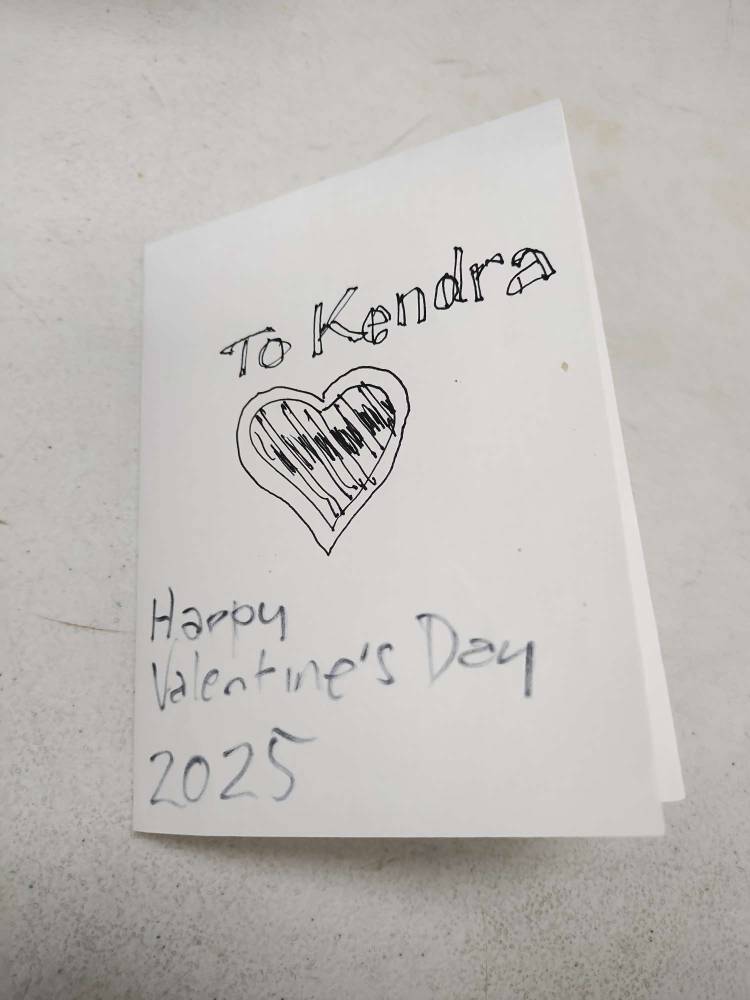 To Kendra
Happy
Valentine's Day
2025